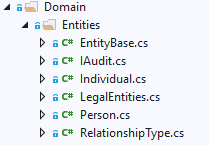 Domain
Entities
C# EntityBase.cs
C# IAudit.cs
C# Individual.cs
C# LegalEntities.cs
C# Person.cs
C# RelationshipType.cs